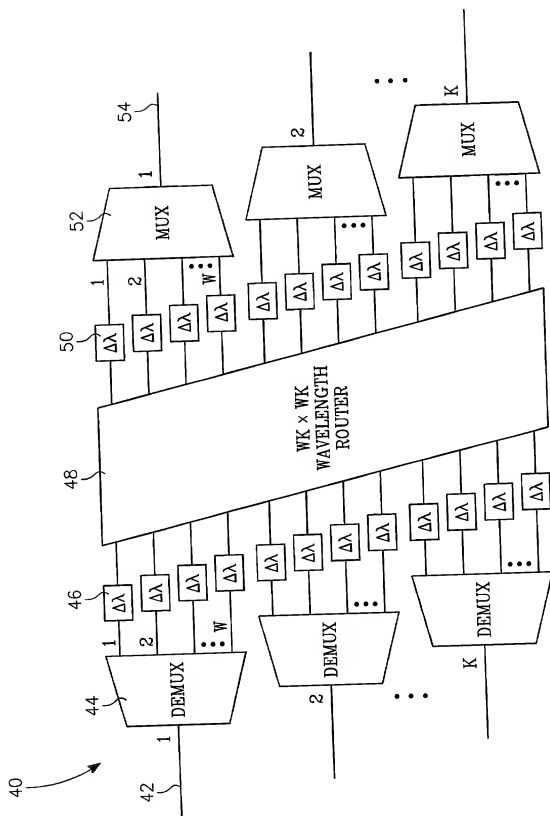 40
42
1
44
DEMUX
1
2
W
46
Δλ
Δλ
Δλ
Δλ
48
WK × WK
WAVELENGTH
ROUTER
50
Δλ
Δλ
Δλ
Δλ
1
2
W
52
MUX
1
54
2
DEMUX
Δλ
Δλ
Δλ
Δλ
Δλ
Δλ
Δλ
Δλ
MUX
2
K
DEMUX
Δλ
Δλ
Δλ
Δλ
Δλ
Δλ
Δλ
Δλ
MUX
K